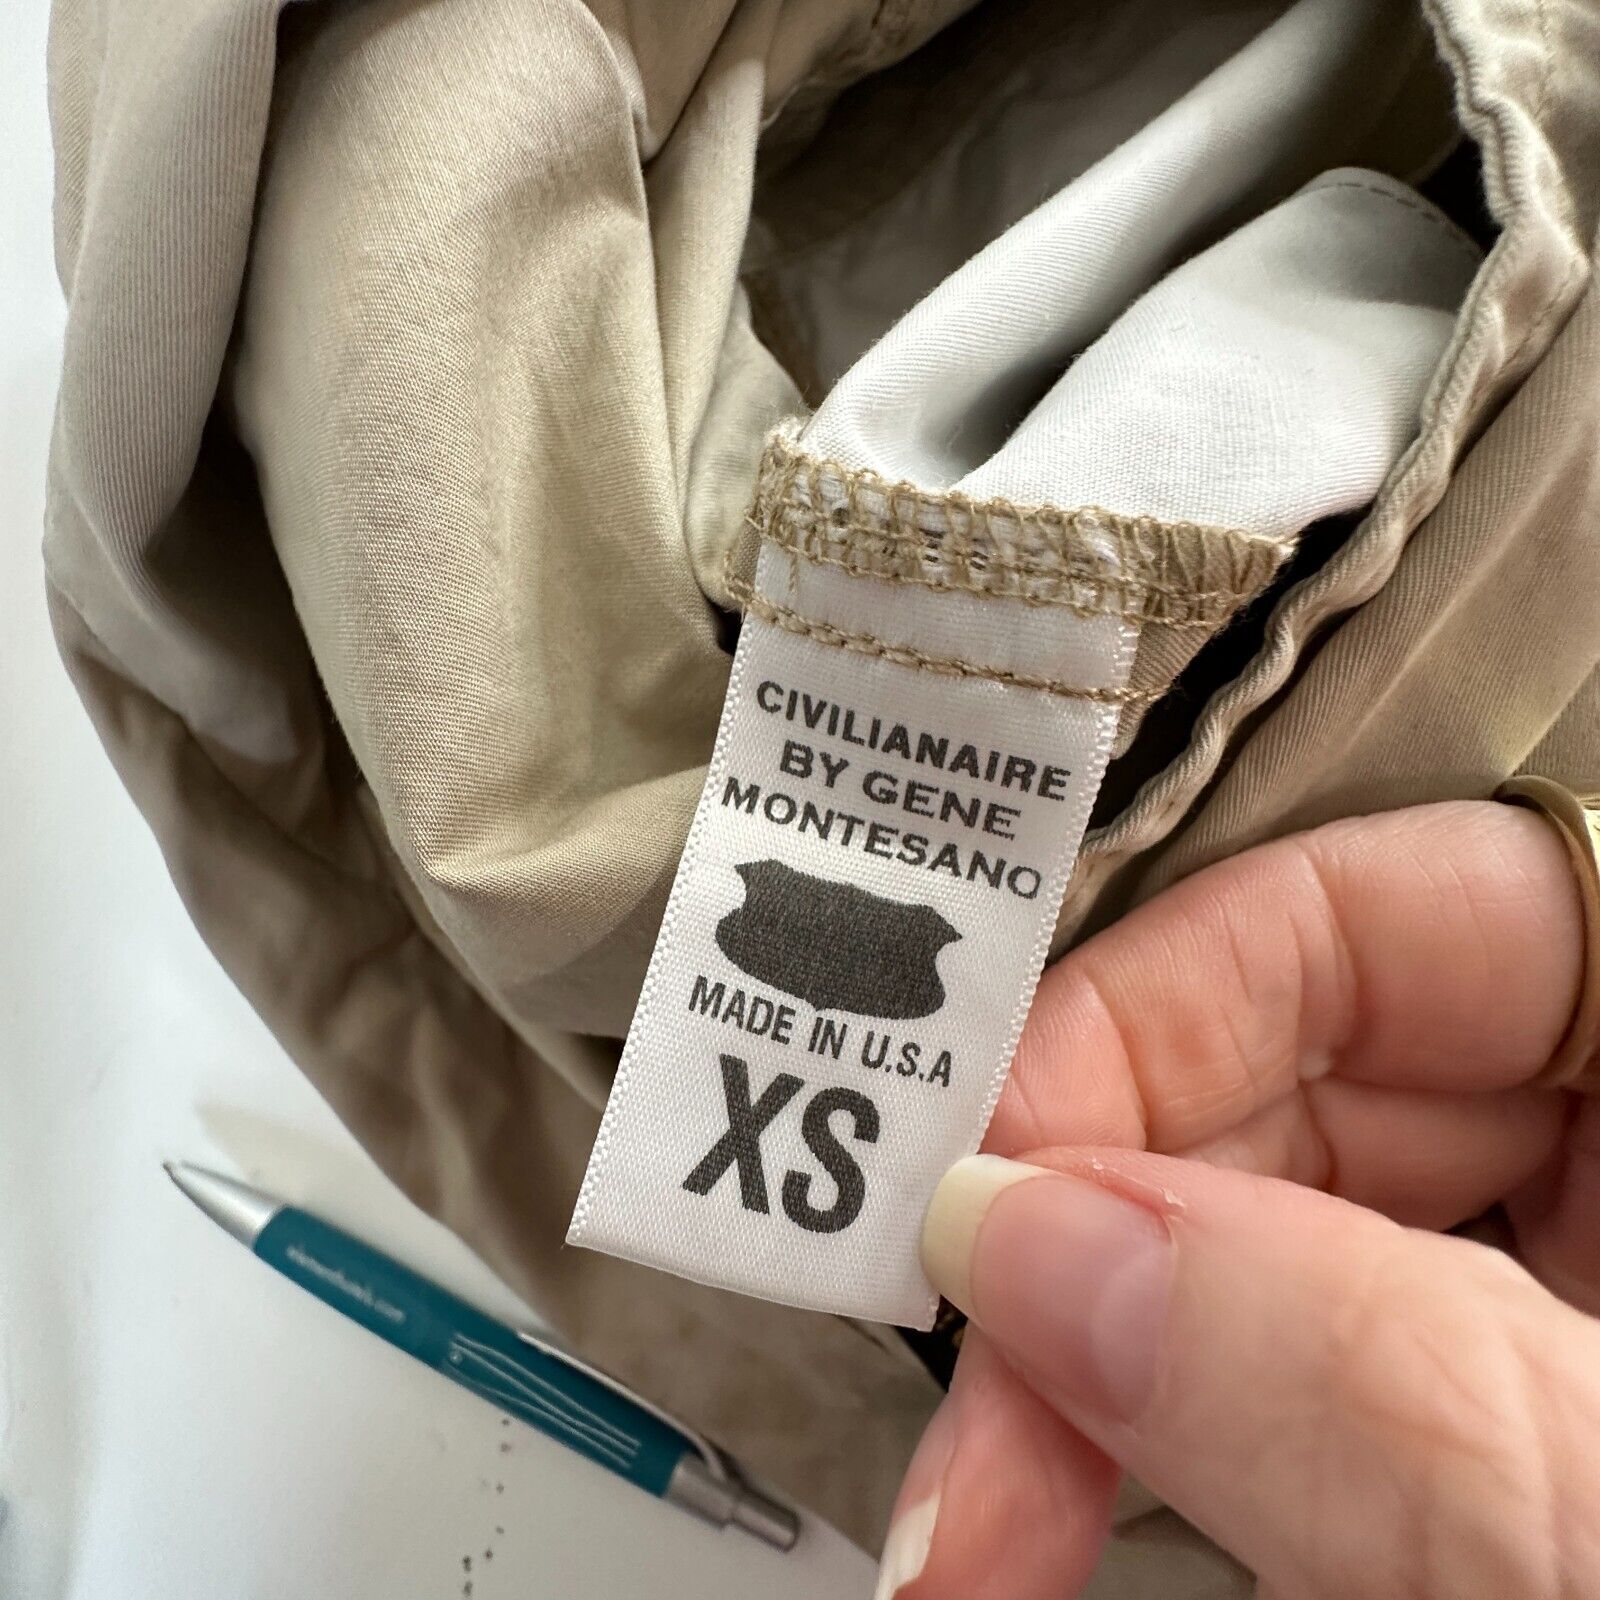 CIVILIANAIRE
BY GENE
MONTESANO
MADE IN U.S.A
XS